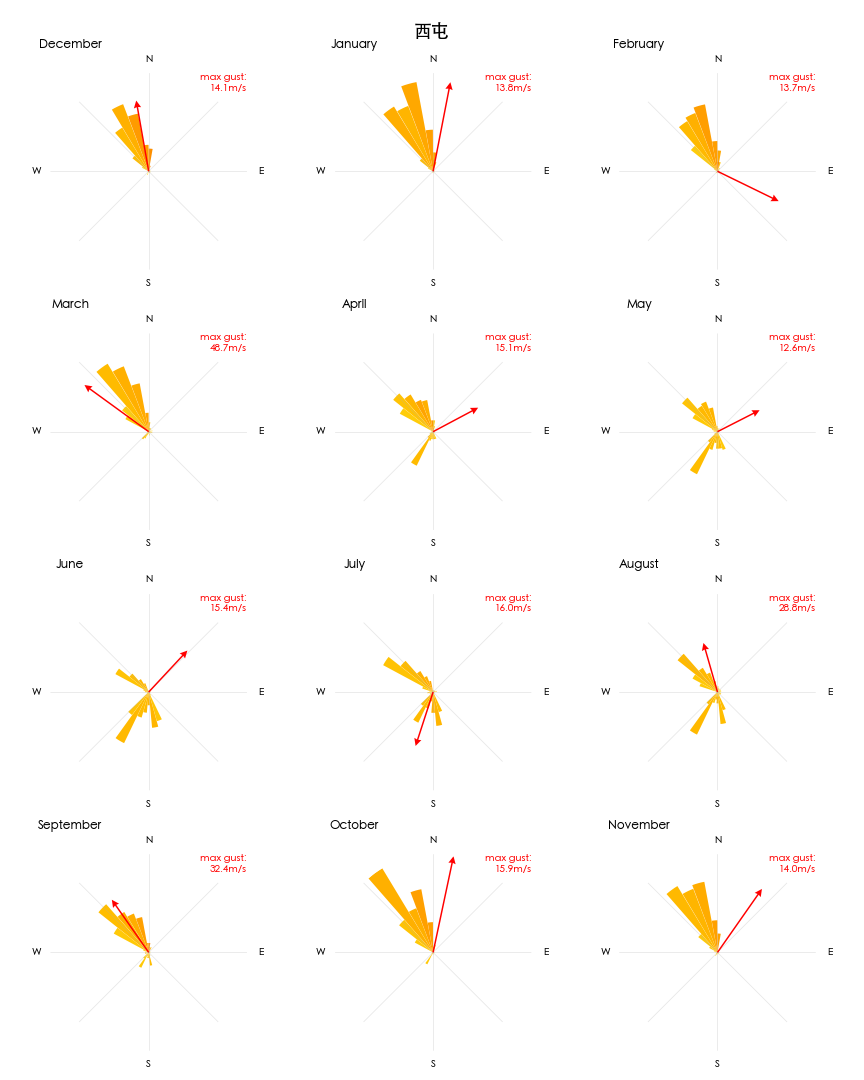 西屯
December
N
max gust:
14.1m/s
W
E
S
January
N
max gust:
13.8m/s
W
E
S
February
N
max gust:
13.7m/s
W
E
S
March
N
max gust:
48.7m/s
W
E
S
April
N
max gust:
15.1m/s
W
E
S
May
N
max gust:
12.6m/s
W
E
S
June
N
max gust:
15.4m/s
W
E
S
July
N
max gust:
16.0m/s
W
E
S
August
N
max gust:
28.8m/s
W
E
S
September
N
max gust:
32.4m/s
W
E
S
October
N
max gust:
15.9m/s
W
E
S
November
N
max gust:
14.0m/s
W
E
S